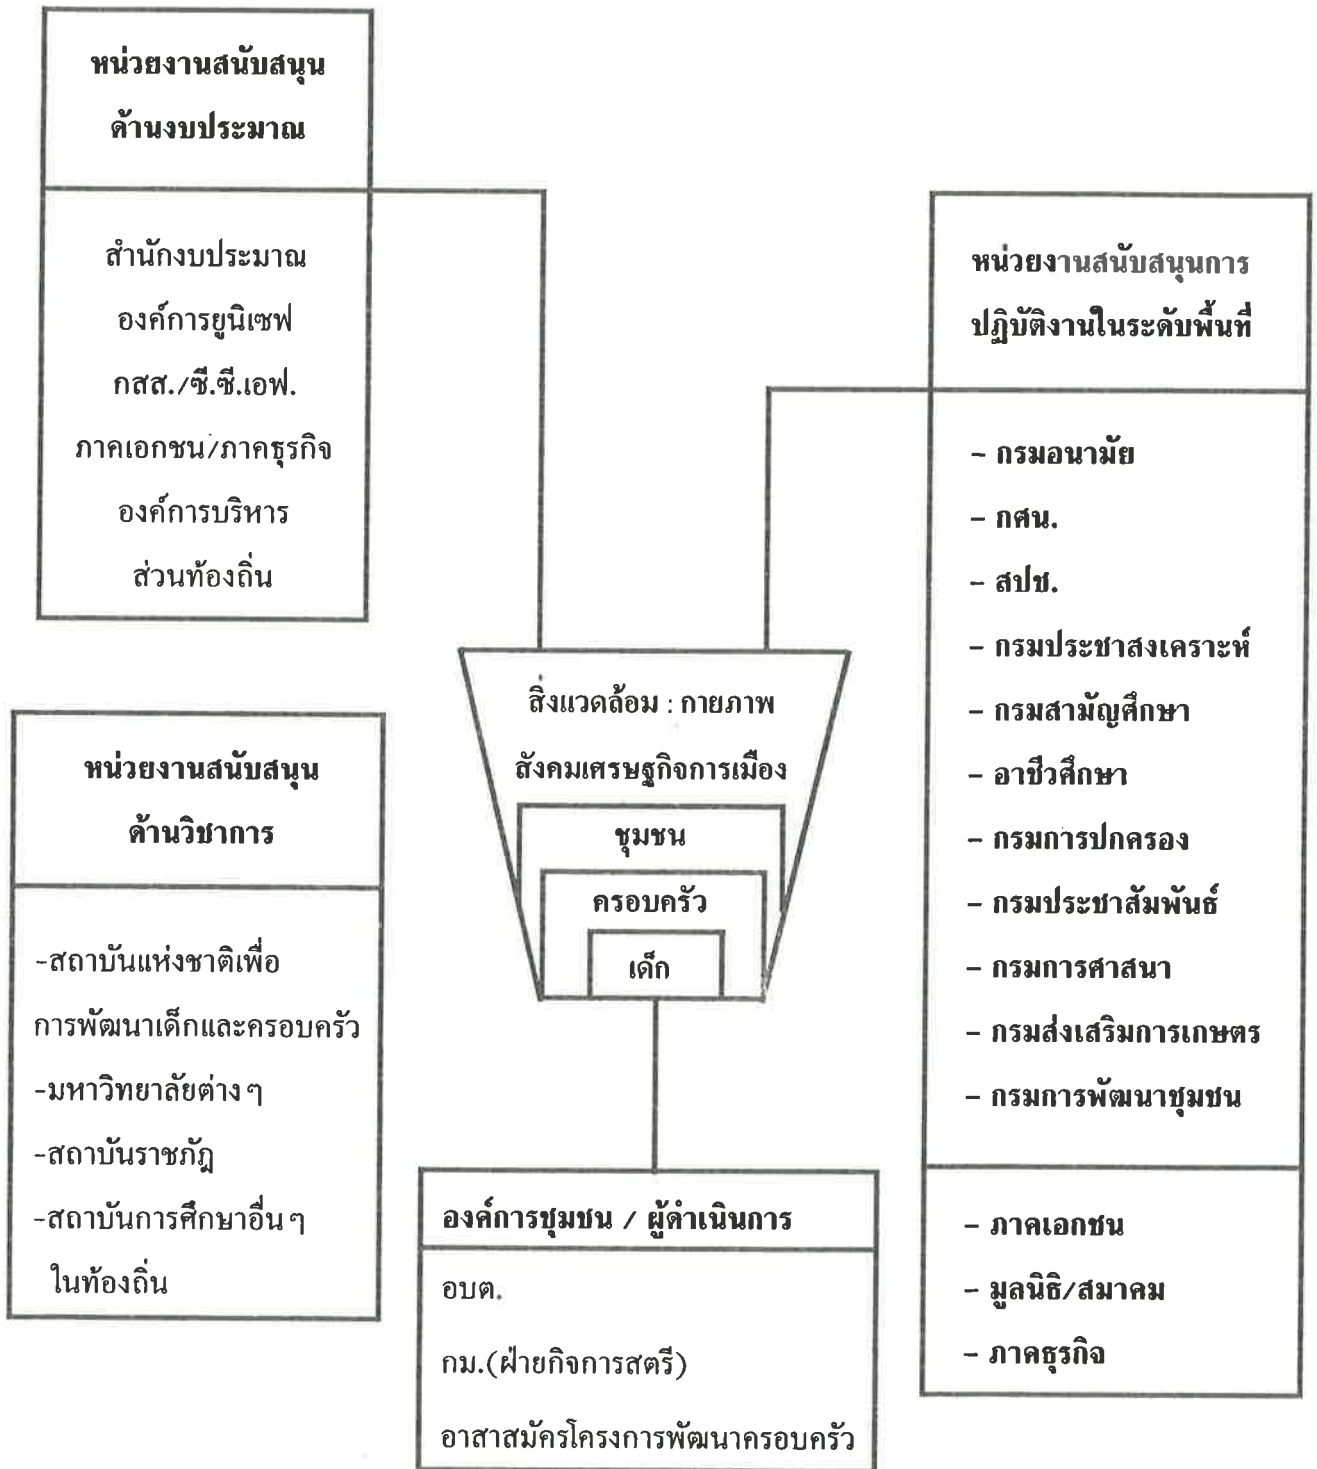 หน่วยงานสนับสนุน
ด้านงบประมาณ
สำนักงบประมาณ
องค์การยูนิเซฟ
กสส./ซี.ซี.เอฟ.
ภาคเอกชน/ภาคธุรกิจ
องค์การบริหาร
ส่วนท้องถิ่น
หน่วยงานสนับสนุนการ
ปฏิบัติงานในระดับพื้นที่
- กรมอนามัย
- กศน.
- สปช.
- กรมประชาสงเคราะห์
- กรมสามัญศึกษา
- อาชีวศึกษา
- กรมการปกครอง
- กรมประชาสัมพันธ์
- กรมการศาสนา
- กรมส่งเสริมการเกษตร
- กรมการพัฒนาชุมชน
- ภาคเอกชน
- มูลนิธิ/สมาคม
- ภาคธุรกิจ
สิ่งแวดล้อม : กายภาพ
สังคมเศรษฐกิจการเมือง
ชุมชน
ครอบครัว
เด็ก
หน่วยงานสนับสนุน
ด้านวิชาการ
-สถาบันแห่งชาติเพื่อ
การพัฒนาเด็กและครอบครัว
-มหาวิทยาลัยต่าง ๆ
-สถาบันราชภัฎ
-สถาบันการศึกษาอื่น ๆ
ในท้องถิ่น
องค์การชุมชน / ผู้ดำเนินการ
อบต.
กม.(ฝ่ายกิจการสตรี)
อาสาสมัครโครงการพัฒนาครอบครัว